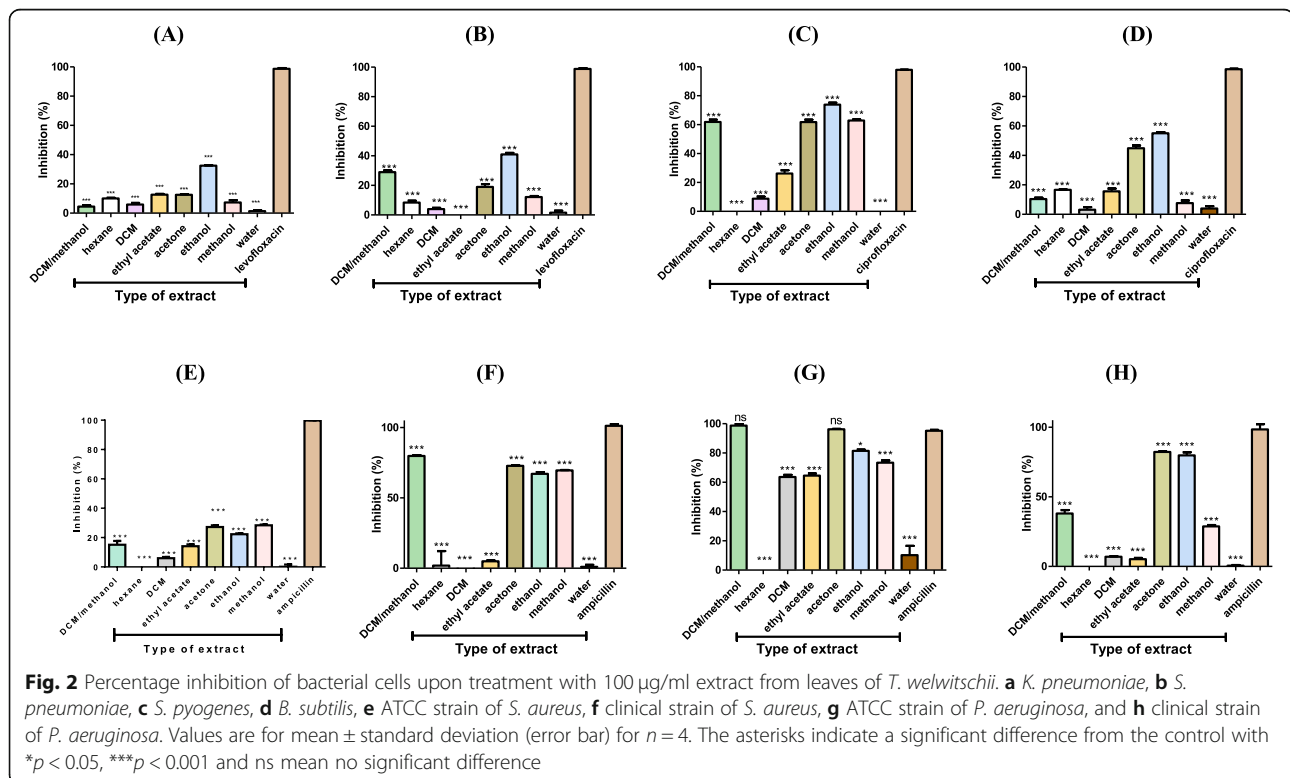 (A)
(B)
(C)
(D)
Inhibition (%)
100
80
60
40
20
0
***
***
***
***
***
***
***
***
DCM/methanol
hexane
DCM
ethyl acetate
acetone
ethanol
methanol
water
levofloxacin
Type of extract
Inhibition (%)
100
80
60
40
20
0
***
***
***
***
***
***
***
***
DCM/methanol
hexane
DCM
ethyl acetate
acetone
ethanol
methanol
water
levofloxacin
Type of extract
Inhibition (%)
100
80
60
40
20
0
***
***
***
***
***
***
***
***
DCM/methanol
hexane
DCM
ethyl acetate
acetone
ethanol
methanol
water
ciprofloxacin
Type of extract
Inhibition (%)
100
80
60
40
20
0
***
***
***
***
***
***
***
***
DCM/methanol
hexane
DCM
ethyl acetate
acetone
ethanol
methanol
water
ciprofloxacin
Type of extract
(E)
(F)
(G)
(H)
Inhibition (%)
100
80
60
40
20
0
***
***
***
***
***
***
***
***
DCM/methanol
hexane
DCM
ethyl acetate
acetone
ethanol
methanol
water
ampicillin
Type of extract
Inhibition (%)
100
50
0
***
***
***
***
***
***
***
***
DCM/methanol
hexane
DCM
ethyl acetate
acetone
ethanol
methanol
water
ampicillin
Type of extract
Inhibition (%)
100
80
60
40
20
0
ns
***
***
***
ns
*
***
***
DCM/methanol
hexane
DCM
ethyl acetate
acetone
ethanol
methanol
water
ampicillin
Type of extract
Inhibition (%)
100
50
0
***
***
***
***
***
***
***
***
DCM/methanol
hexane
DCM
ethyl acetate
acetone
ethanol
methanol
water
ampicillin
Type of extract
Fig. 2 Percentage inhibition of bacterial cells upon treatment with 100 μg/ml extract from leaves of T. welwitschii. a K. pneumoniae, b S.
pneumoniae, c S. pyogenes, d B. subtilis, e ATCC strain of S. aureus, f clinical strain of S. aureus, g ATCC strain of P. aeruginosa, and h clinical strain
of P. aeruginosa. Values are for mean ± standard deviation (error bar) for n = 4. The asterisks indicate a significant difference from the control with
*p < 0.05, ***p < 0.001 and ns mean no significant difference